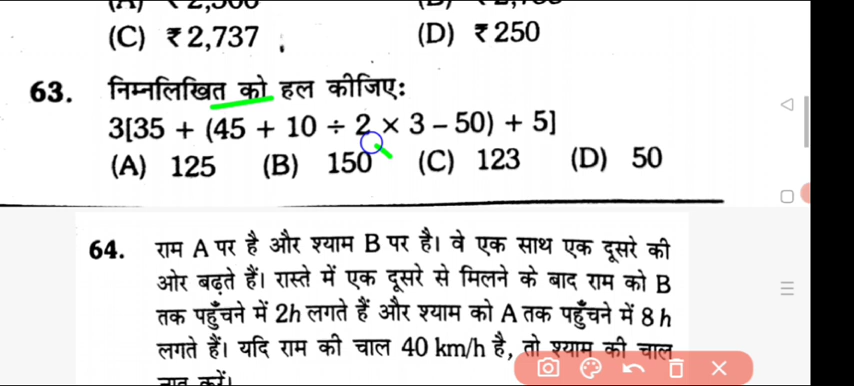 (C) ₹2,737 (D) ₹250
63. निम्नलिखित को हल कीजिए:
3[35 + (45 + 10 ÷ 2 × 3 – 50) + 5]
(A) 125 (B) 150 (C) 123 (D) 50
64. राम A पर है और श्याम B पर है। वे एक साथ एक दूसरे की
ओर बढ़ते हैं। रास्ते में एक दूसरे से मिलने के बाद राम को B
तक पहुँचने में 2h लगते हैं और श्याम को A तक पहुँचने में 8 h
लगते हैं। यदि राम की चाल 40 km/h है, तो श्याम की चाल